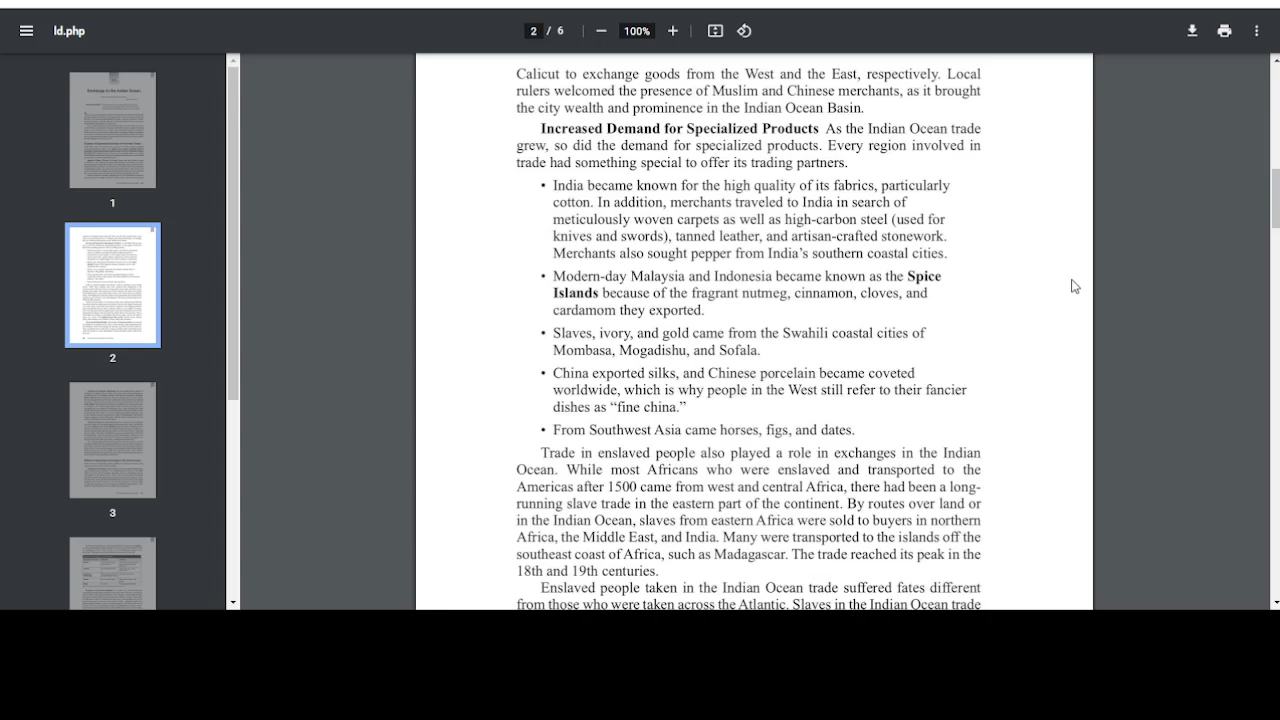 ld.php
2 / 6
100%
1
2
3
Calicut to exchange goods from the West and the East, respectively. Local
rulers welcomed the presence of Muslim and Chinese merchants, as it brought
the city wealth and prominence in the Indian Ocean Basin.
Increased Demand for Specialized Products As the Indian Ocean trade
grew, so did the demand for specialized products. Every region involved in
trade had something special to offer its trading partners.
• India became known for the high quality of its fabrics, particularly
cotton. In addition, merchants traveled to India in search of
meticulously woven carpets as well as high-carbon steel (used for
knives and swords), tanned leather, and artisan-crafted stonework.
Merchants also sought pepper from India's southern coastal cities.
• Modern-day Malaysia and Indonesia became known as the Spice
Islands because of the fragrant nutmeg, cinnamon, cloves, and
cardamom they exported.
• Slaves, ivory, and gold came from the Swahili coastal cities of
Mombasa, Mogadishu, and Sofala.
• China exported silks, and Chinese porcelain became coveted
worldwide, which is why people in the West still refer to their fancier
dishes as “fine china.”
• From Southwest Asia came horses, figs, and dates.
Trade in enslaved people also played a role in exchanges in the Indian
Ocean. While most Africans who were enslaved and transported to the
Americas after 1500 came from west and central Africa, there had been a long-
running slave trade in the eastern part of the continent. By routes over land or
in the Indian Ocean, slaves from eastern Africa were sold to buyers in northern
Africa, the Middle East, and India. Many were transported to the islands off the
southeast coast of Africa, such as Madagascar. The trade reached its peak in the
18th and 19th centuries.
Enslaved people taken in the Indian Ocean trade suffered fates different
from those who were taken across the Atlantic. Slaves in the Indian Ocean trade